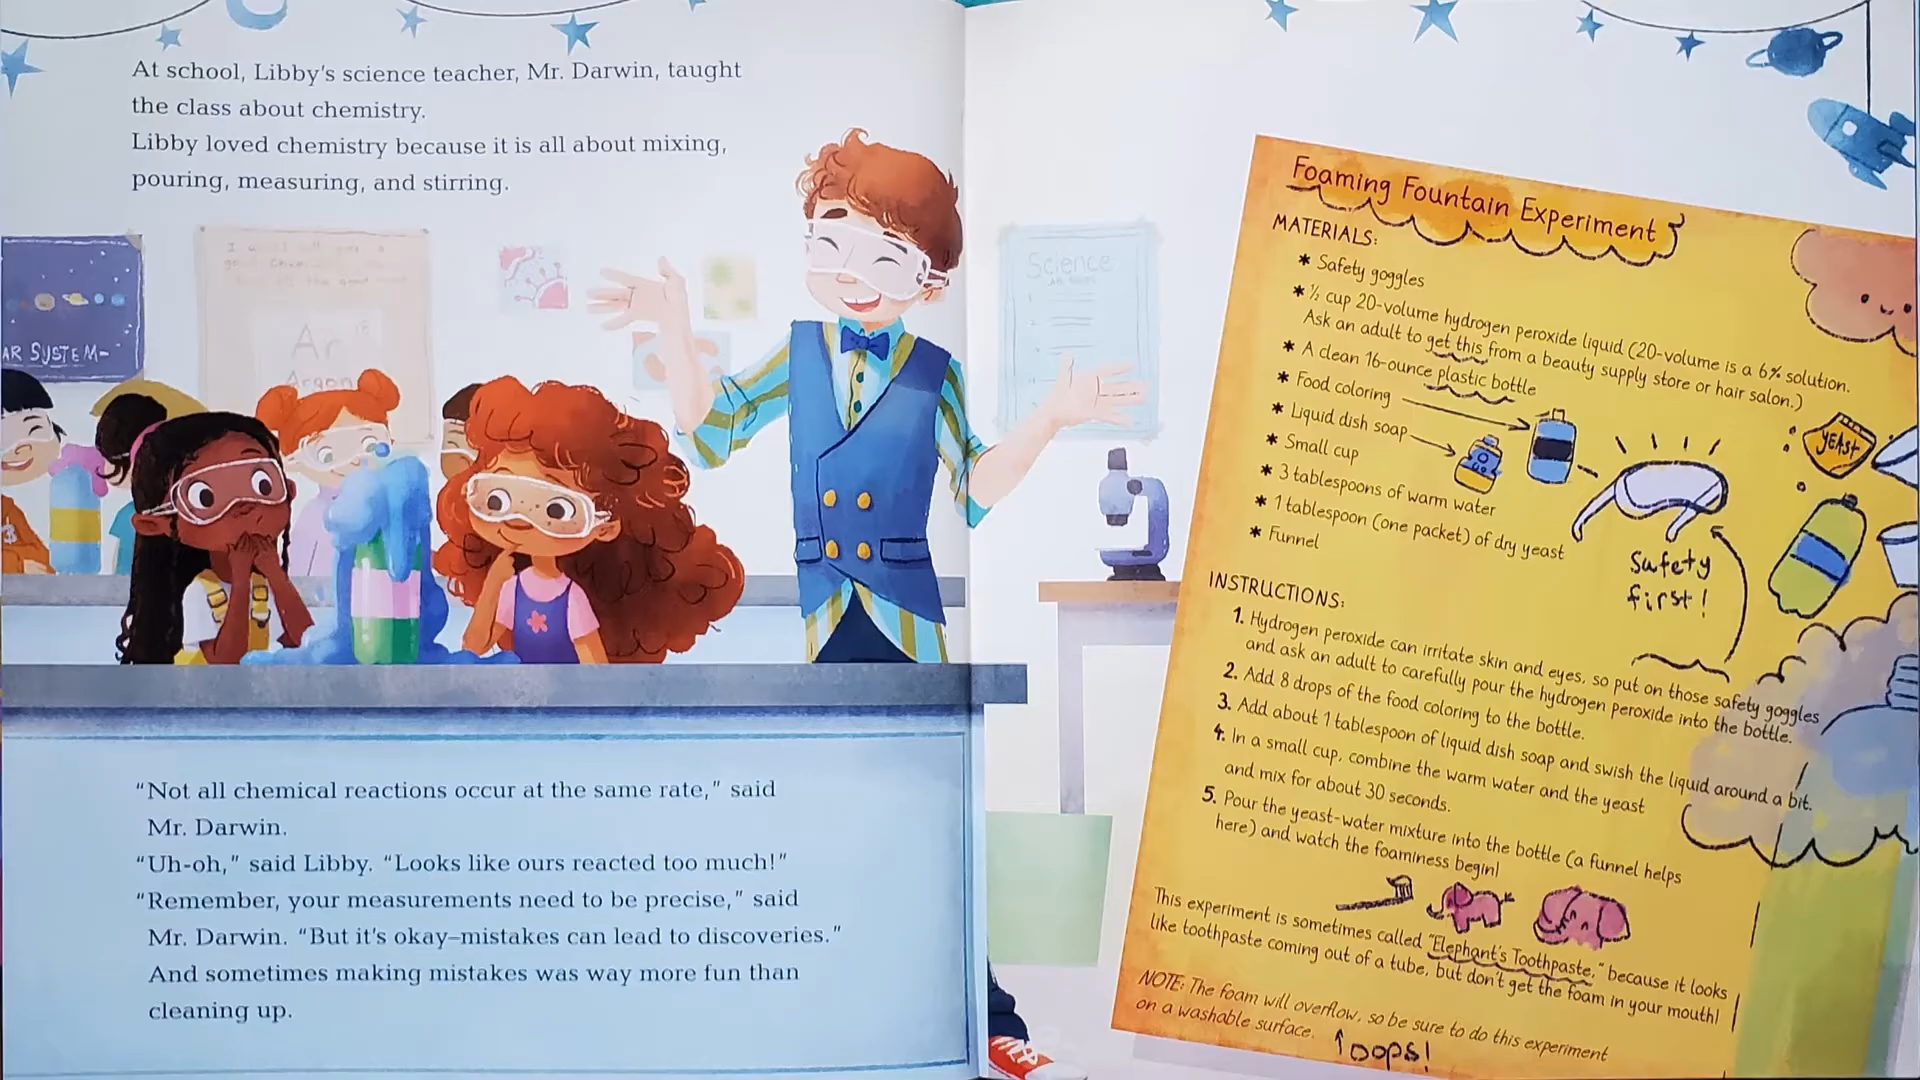 At school, Libby's science teacher, Mr. Darwin, taught
the class about chemistry.
Libby loved chemistry because it is all about mixing,
pouring, measuring, and stirring.
AR SYSTEM-
Ar 18
Argon
Science
"Not all chemical reactions occur at the same rate," said
Mr. Darwin.
"Uh-oh," said Libby. "Looks like ours reacted too much!"
"Remember, your measurements need to be precise," said
Mr. Darwin. "But it's okay–mistakes can lead to discoveries."
And sometimes making mistakes was way more fun than
cleaning up.
Foaming Fountain Experiment
MATERIALS:
* Safety goggles
* ½ cup 20-volume hydrogen peroxide liquid (20-volume is a 6% solution.
Ask an adult to get this from a beauty supply store or hair salon.)
* A clean 16-ounce plastic bottle
* Food coloring
* Liquid dish soap
* Small cup
* 3 tablespoons of warm water
* 1 tablespoon (one packet) of dry yeast
* Funnel
YEAST
Safety
first!
INSTRUCTIONS:
1. Hydrogen peroxide can irritate skin and eyes, so put on those safety goggles
and ask an adult to carefully pour the hydrogen peroxide into the bottle.
2. Add 8 drops of the food coloring to the bottle.
3. Add about 1 tablespoon of liquid dish soap and swish the liquid around a bit.
4. In a small cup, combine the warm water and the yeast
and mix for about 30 seconds.
5. Pour the yeast-water mixture into the bottle (a funnel helps
here) and watch the foaminess begin!
This experiment is sometimes called "Elephant's Toothpaste," because it looks
like toothpaste coming out of a tube, but don't get the foam in your mouth!
NOTE: The foam will overflow, so be sure to do this experiment
on a washable surface.
OOPS!